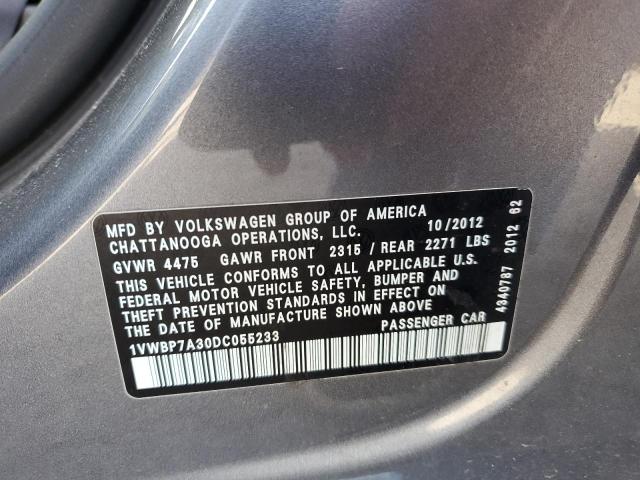 MFD BY VOLKSWAGEN GROUP OF AMERICA 10/2012
CHATTANOOGA OPERATIONS, LLC.
GVWR 4475 GAWR FRONT 2315 / REAR 2271 LBS
THIS VEHICLE CONFORMS TO ALL APPLICABLE U.S.
FEDERAL MOTOR VEHICLE SAFETY, BUMPER AND
THEFT PREVENTION STANDARDS IN EFFECT ON
THE DATE OF MANUFACTURE SHOWN ABOVE
1VWBP7A30DC055233 PASSENGER CAR
4340787 2012 62